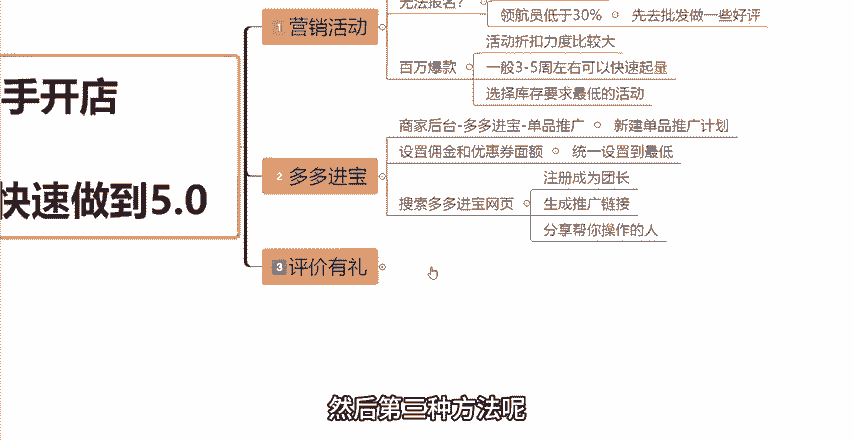 手开店
快速做到5.0
1 营销活动
无法报名？
领航员低于30%
先去批发做一些好评
百万爆款
活动折扣力度比较大
一般3-5周左右可以快速起量
选择库存要求最低的活动
2 多多进宝
商家后台-多多进宝-单品推广
新建单品推广计划
设置佣金和优惠券面额
统一设置到最低
搜索多多进宝网页
注册成为团长
生成推广链接
分享帮你操作的人
3 评价有礼
然后第三种方法呢